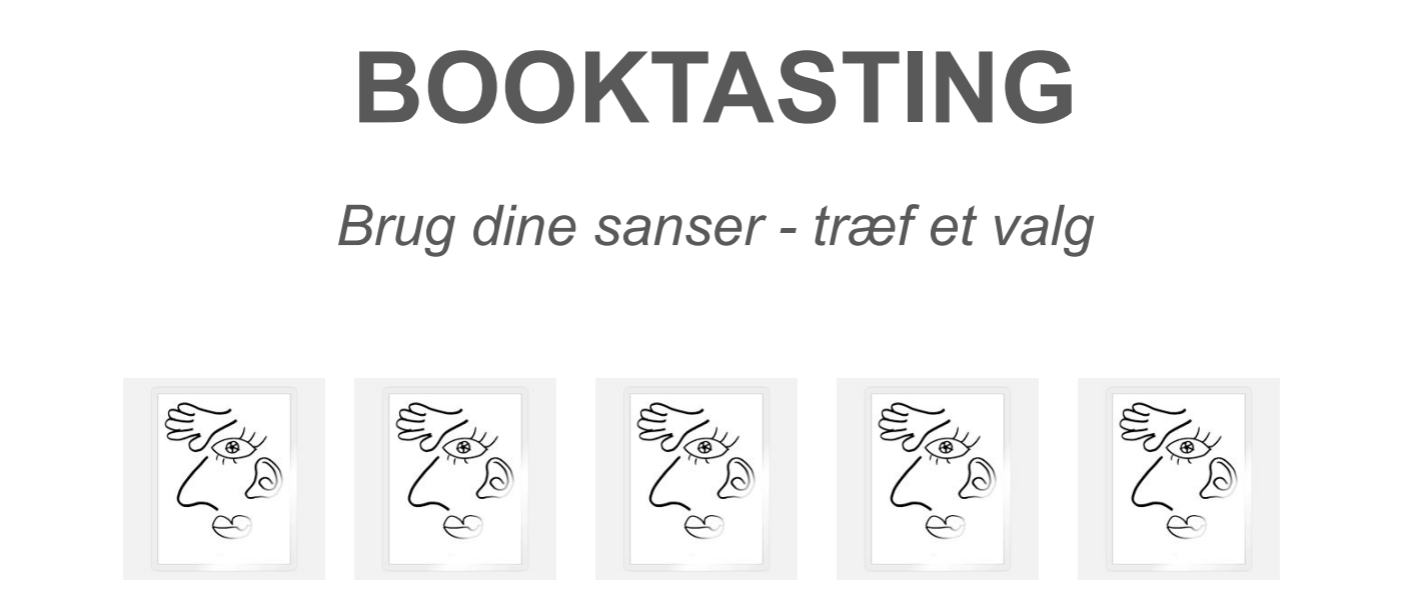 BOOKTASTING
Brug dine sanser - træf et valg